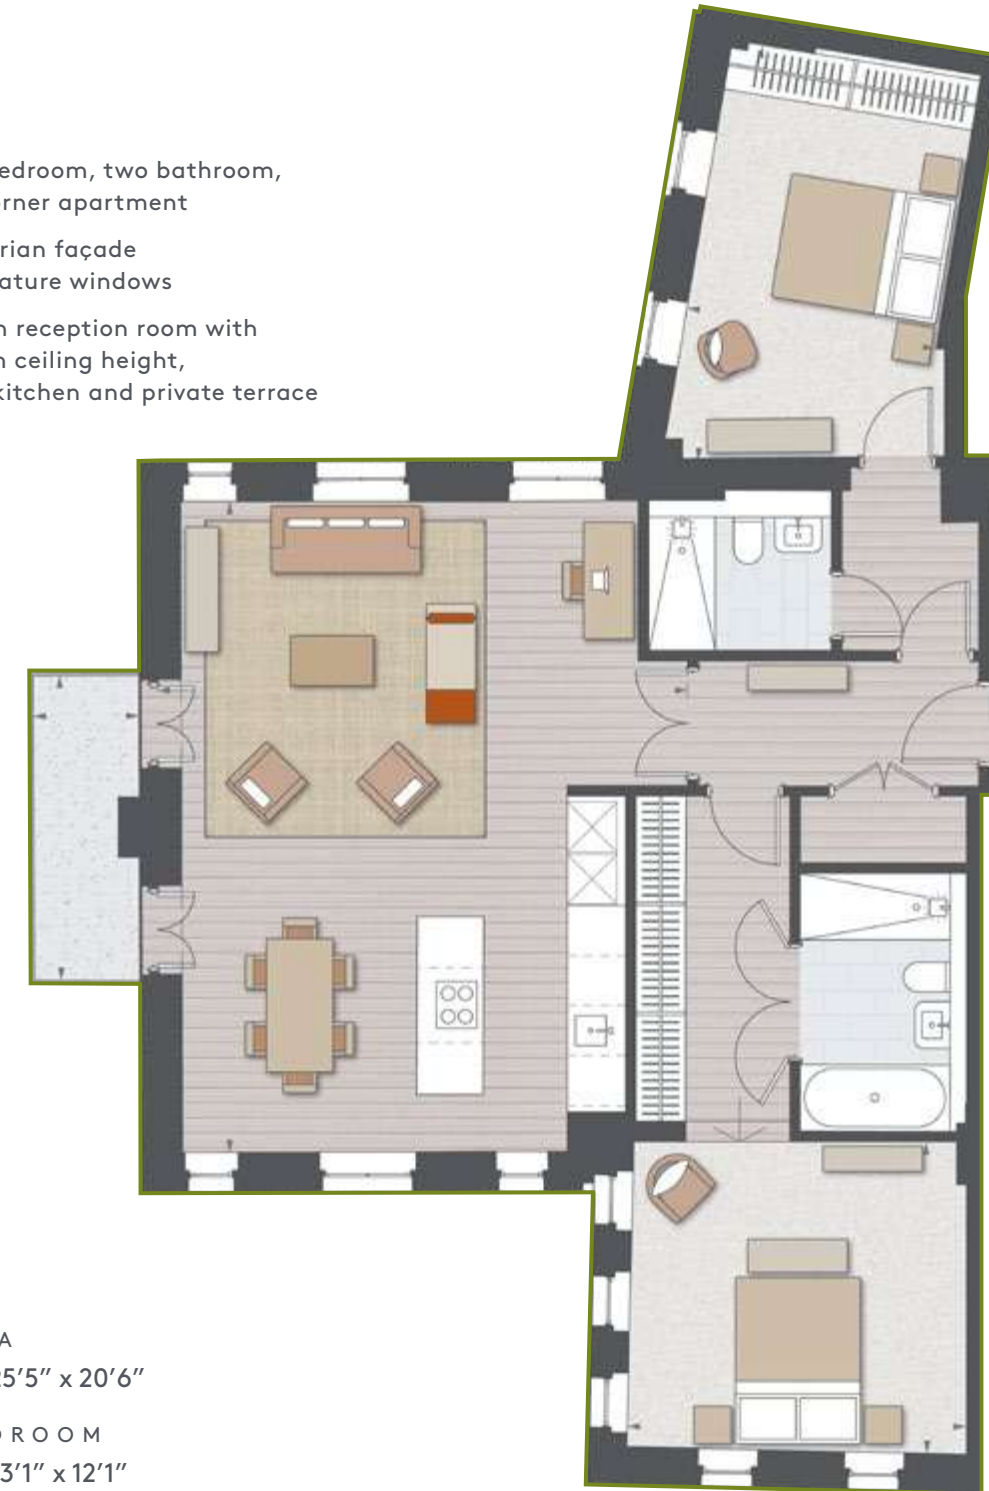 edroom, two bathroom,
rner apartment
rian façade
ature windows
n reception room with
n ceiling height,
kitchen and private terrace
A
25’5” x 20’6”
ROOM
3’1” x 12’1”